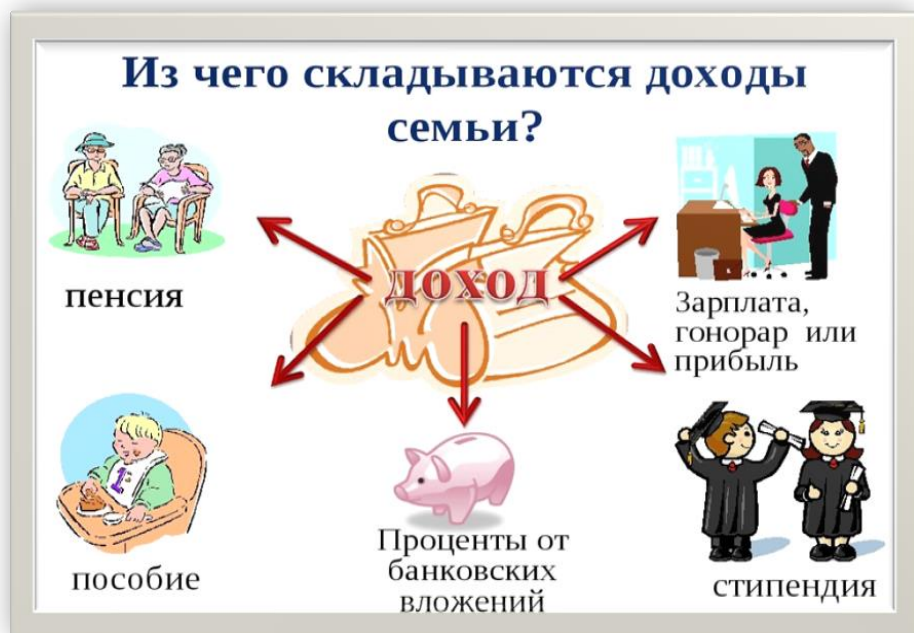 Из чего складываются доходы
семьи?
доход
пенсия
Зарплата,
гонорар или
прибыль
пособие
Проценты от
банковских
вложений
стипендия